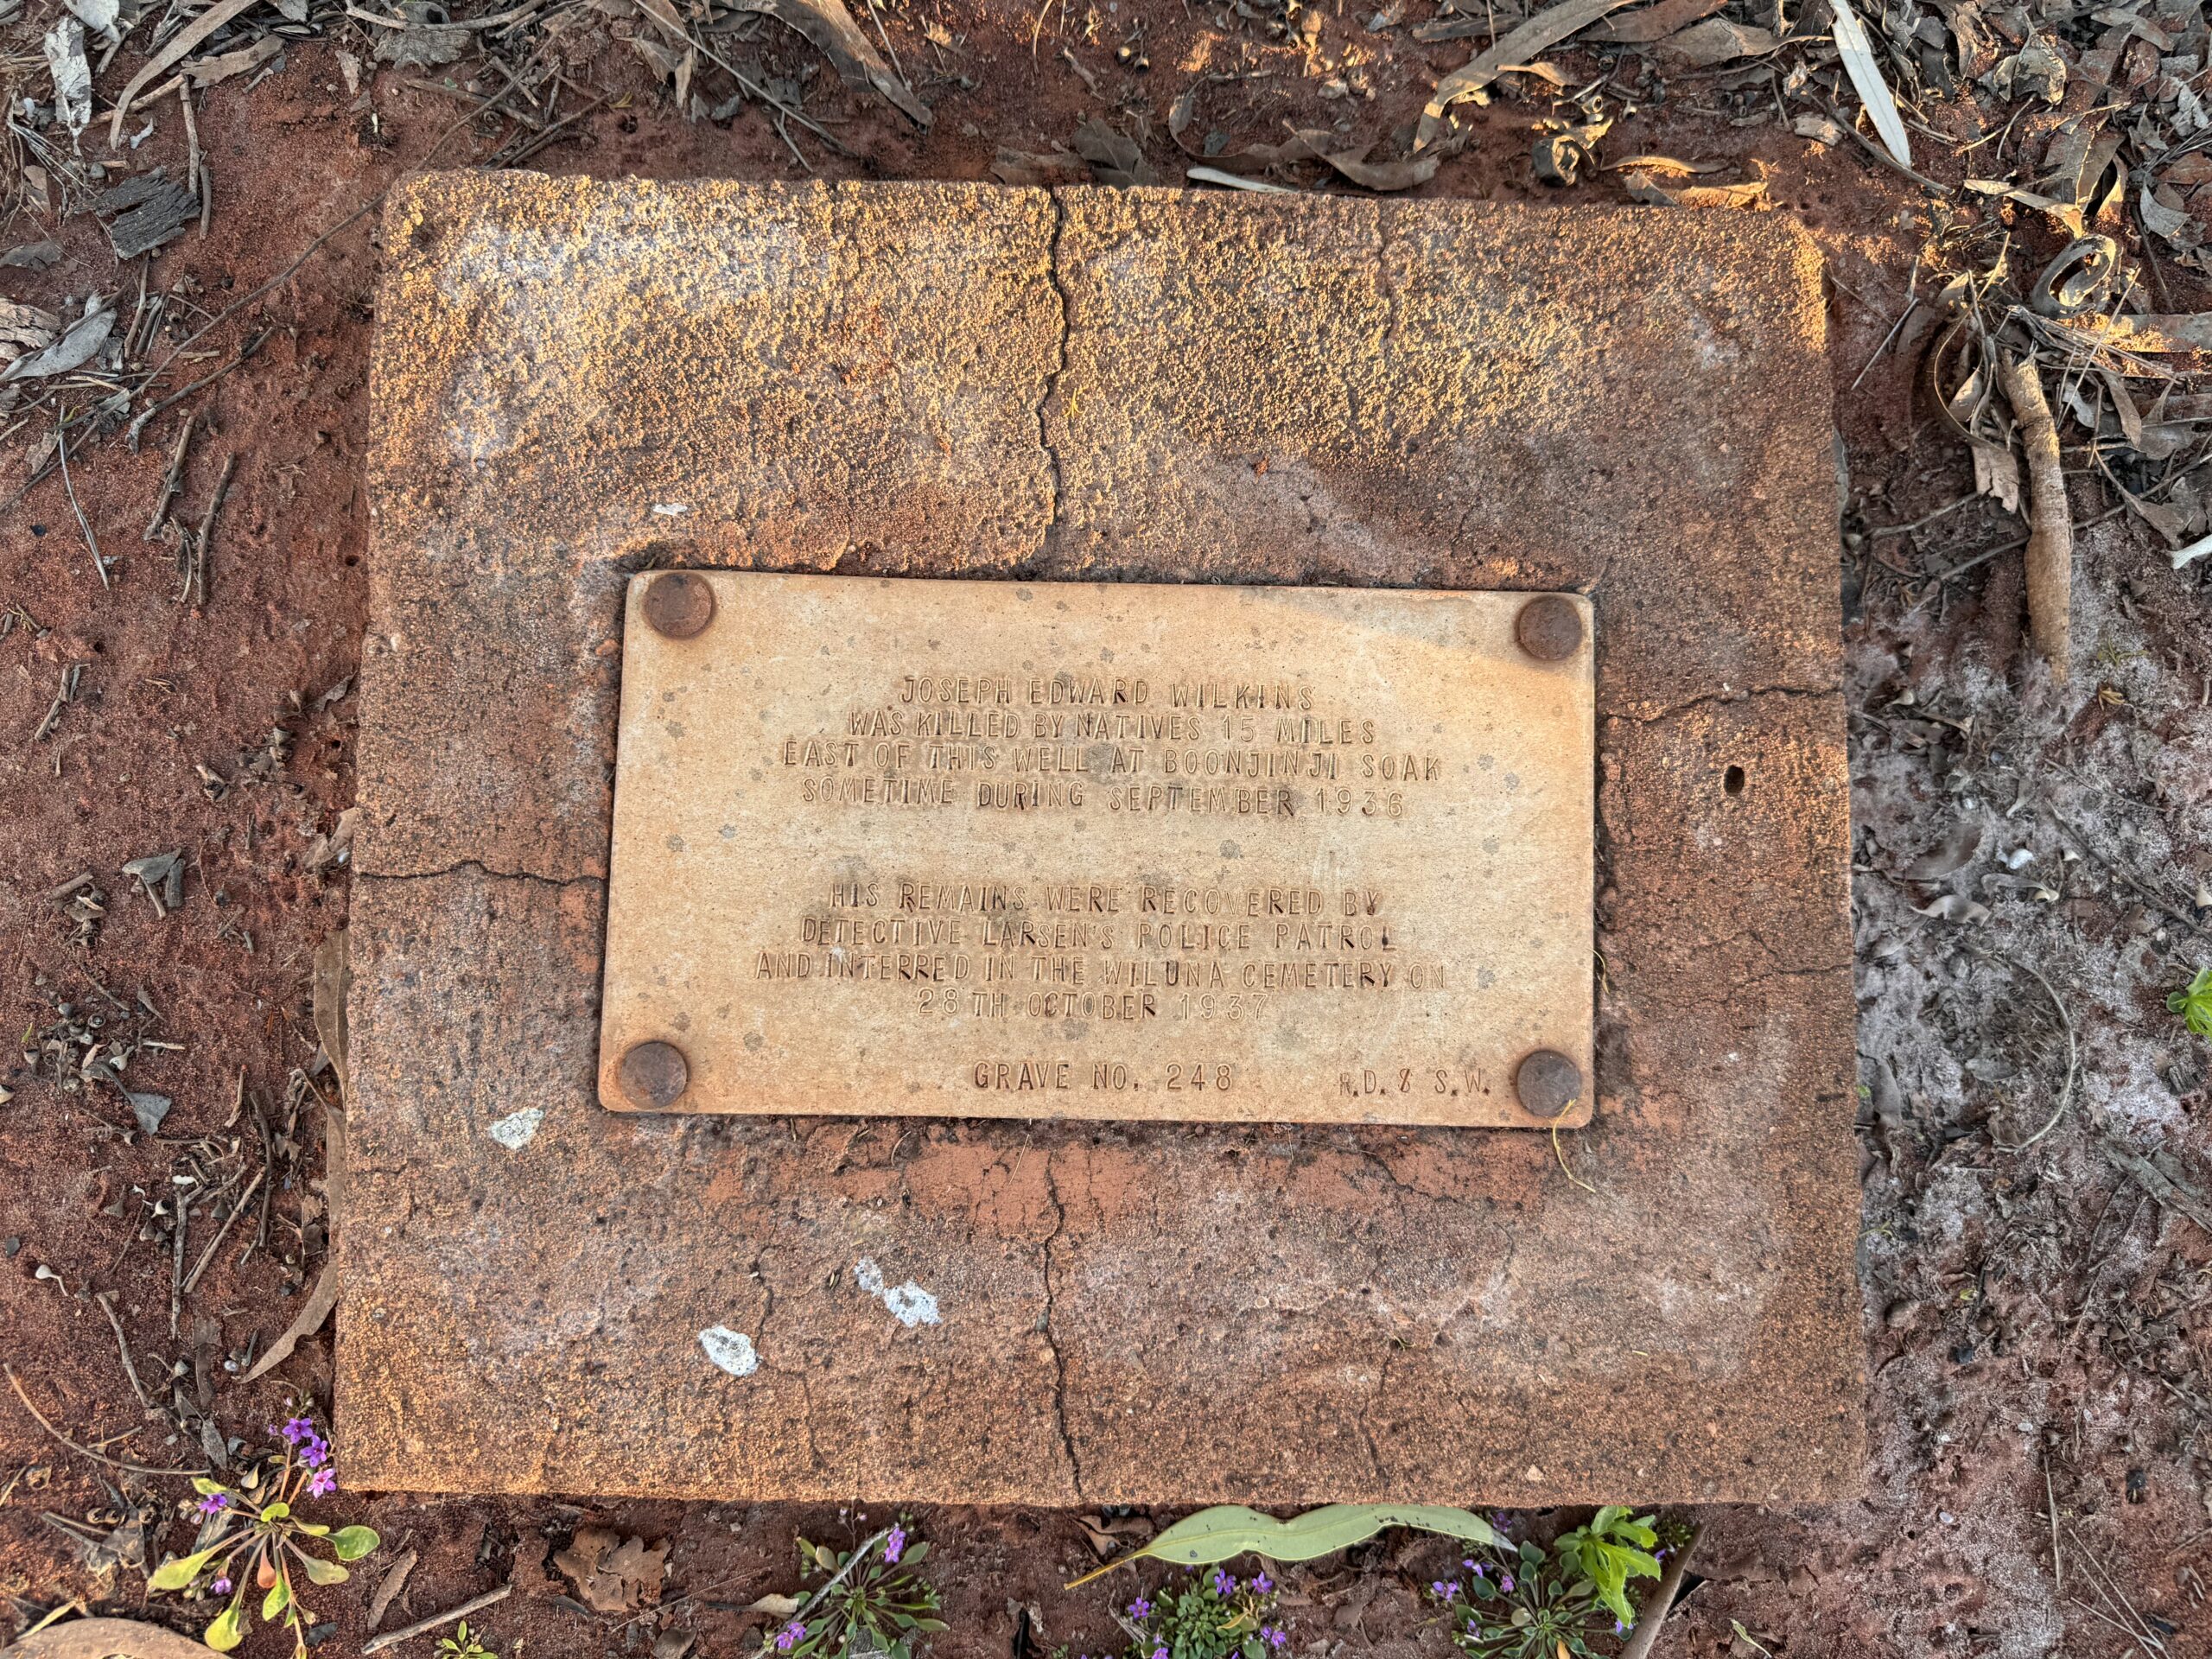 JOSEPH EDWARD WILKINS
WAS KILLED BY NATIVES 15 MILES
EAST OF THIS WELL AT BOONJINJI SOAK
SOMETIME DURING SEPTEMBER 1936
HIS REMAINS WERE RECOVERED BY
DETECTIVE LARSEN'S POLICE PATROL
AND INTERRED IN THE WILUNA CEMETERY ON
28TH OCTOBER 1937
GRAVE NO. 248
R.D. & S.W.